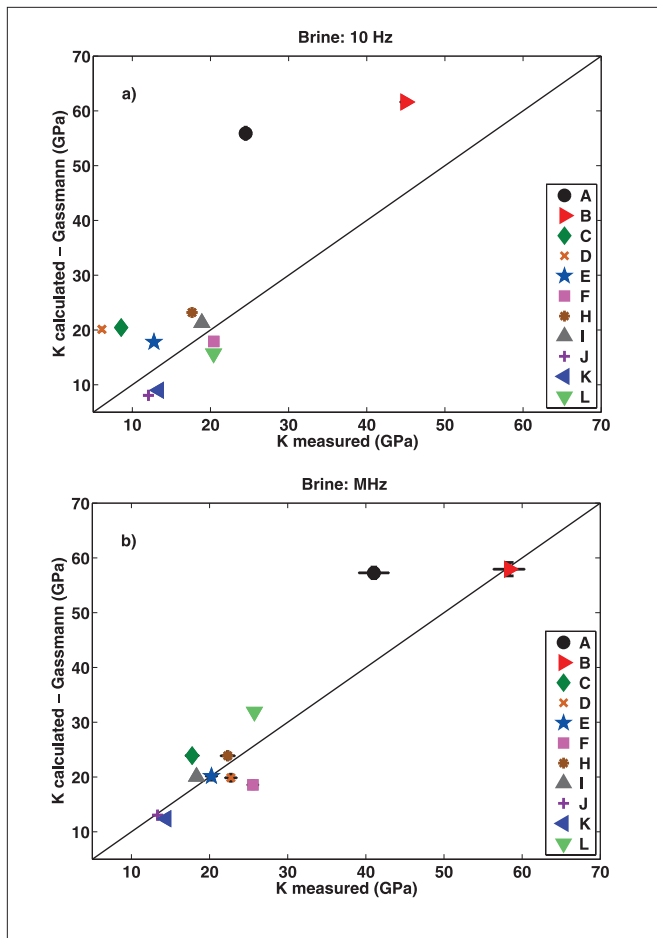 Brine: 10 Hz
70
60
50
40
30
20
10
a)
K calculated – Gassmann (GPa)
A
B
C
D
E
F
H
I
J
K
L
10
20
30
40
50
60
70
K measured (GPa)
Brine: MHz
70
60
50
40
30
20
10
b)
K calculated – Gassmann (GPa)
A
B
C
D
E
F
H
I
J
K
L
10
20
30
40
50
60
70
K measured (GPa)